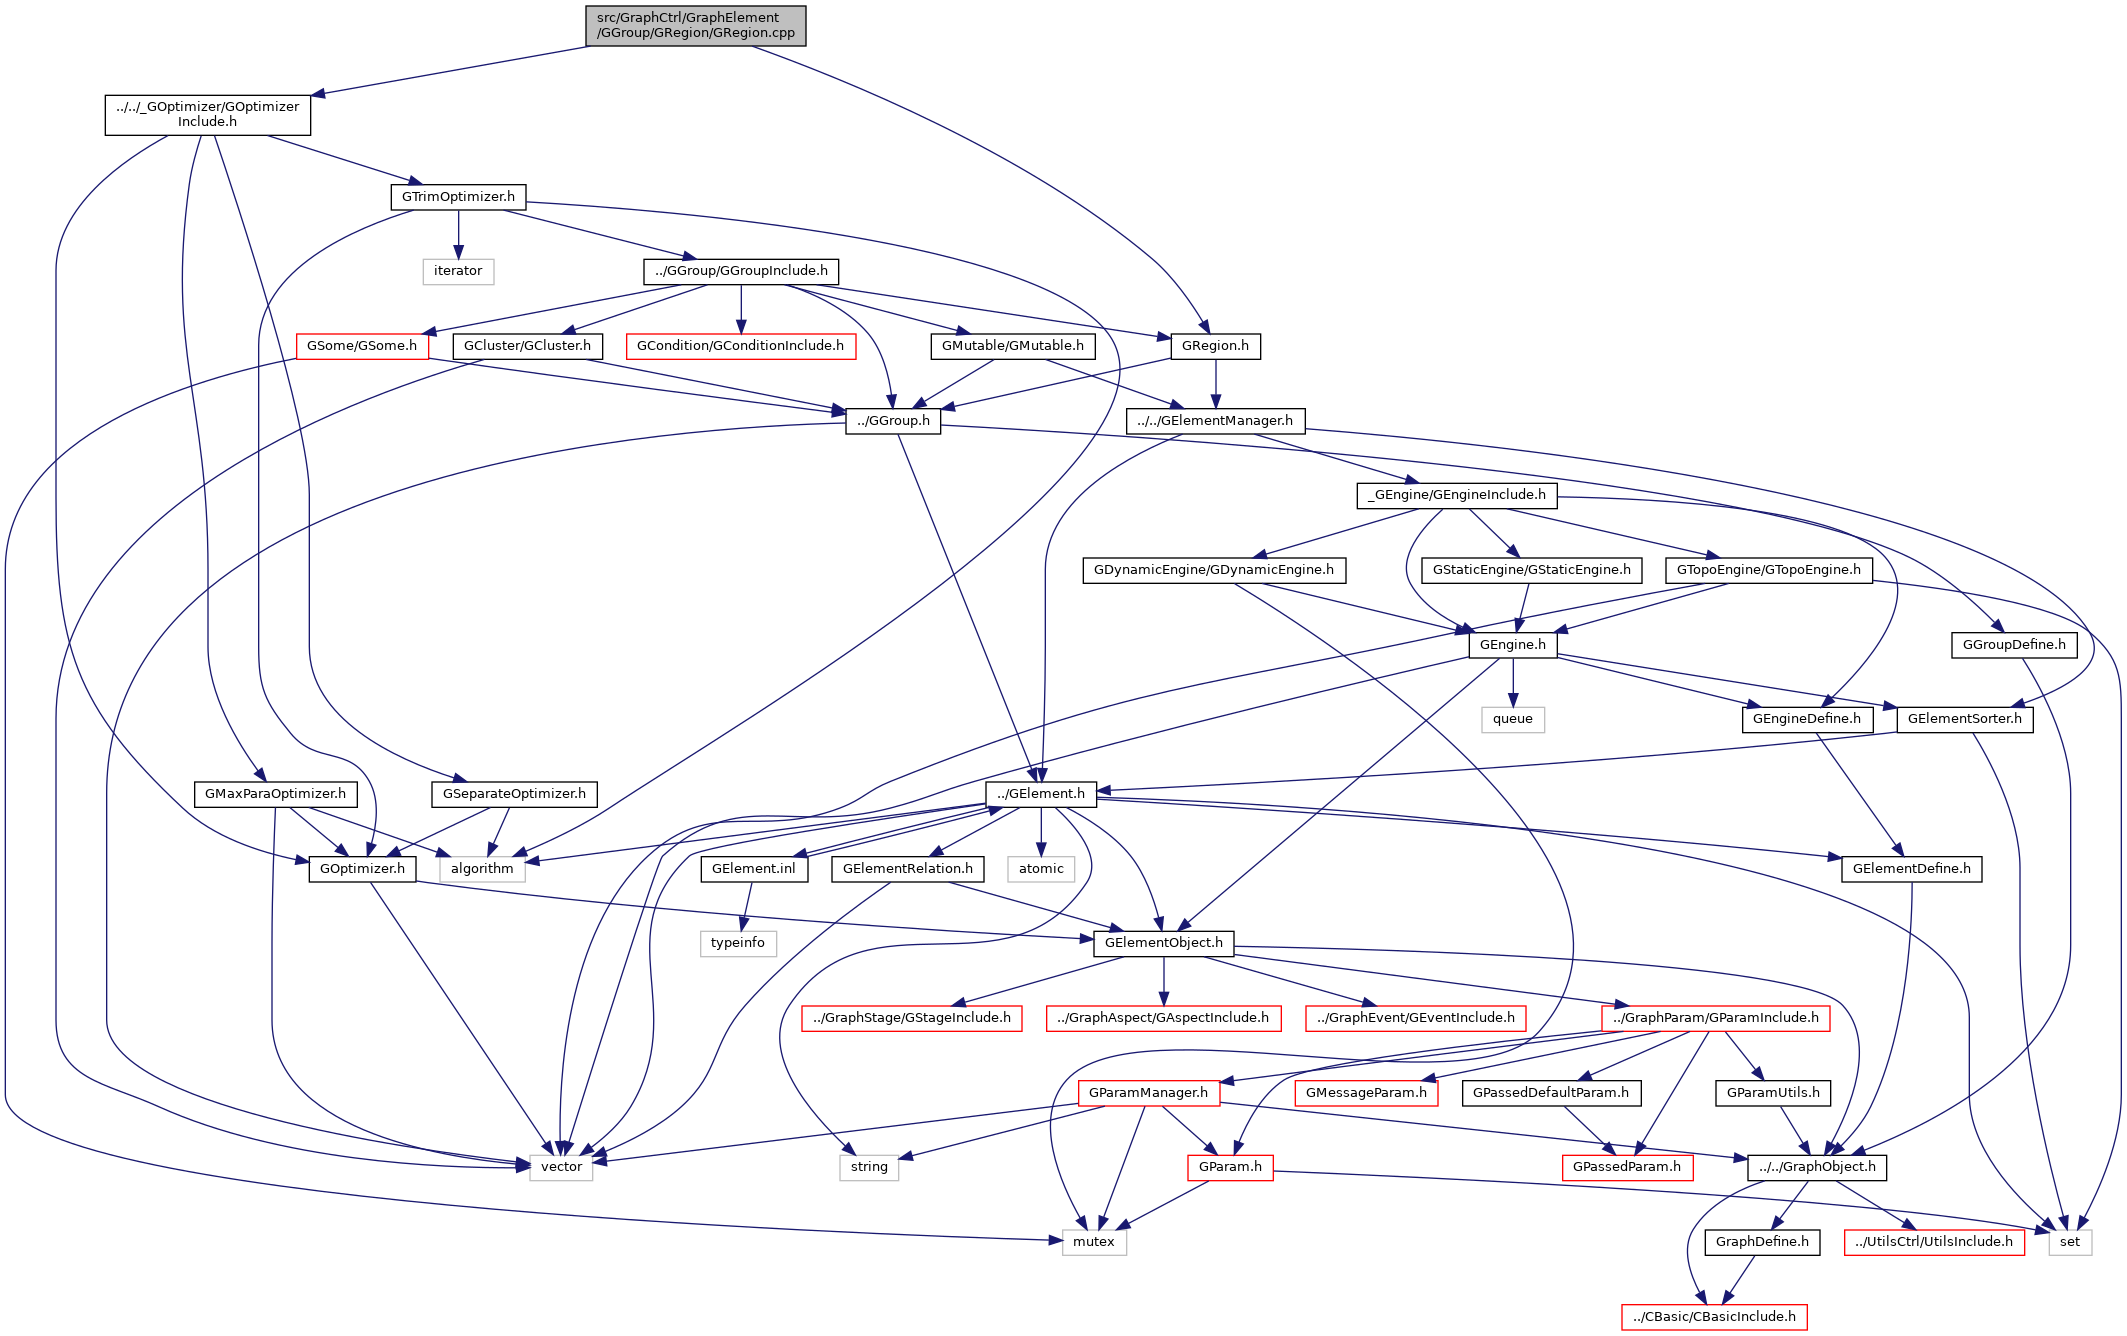 src/GraphCtrl/GraphElement
/GGroup/GRegion/GRegion.cpp
../../_GOptimizer/GOptimizer
Include.h
GTrimOptimizer.h
iterator
../GGroup/GGroupInclude.h
GSome/GSome.h
GCluster/GCluster.h
GCondition/GConditionInclude.h
GMutable/GMutable.h
GRegion.h
../GGroup.h
../../GElementManager.h
_GEngine/GEngineInclude.h
GDynamicEngine/GDynamicEngine.h
GStaticEngine/GStaticEngine.h
GTopoEngine/GTopoEngine.h
GEngine.h
GGroupDefine.h
queue
GEngineDefine.h
GElementSorter.h
GMaxParaOptimizer.h
GSeparateOptimizer.h
../GElement.h
GOptimizer.h
algorithm
GElement.inl
GElementRelation.h
atomic
GElementDefine.h
typeinfo
GElementObject.h
../GraphStage/GStageInclude.h
../GraphAspect/GAspectInclude.h
../GraphEvent/GEventInclude.h
../GraphParam/GParamInclude.h
GParamManager.h
GMessageParam.h
GPassedDefaultParam.h
GParamUtils.h
vector
string
GParam.h
GPassedParam.h
../../GraphObject.h
mutex
GraphDefine.h
../UtilsCtrl/UtilsInclude.h
set
../CBasic/CBasicInclude.h